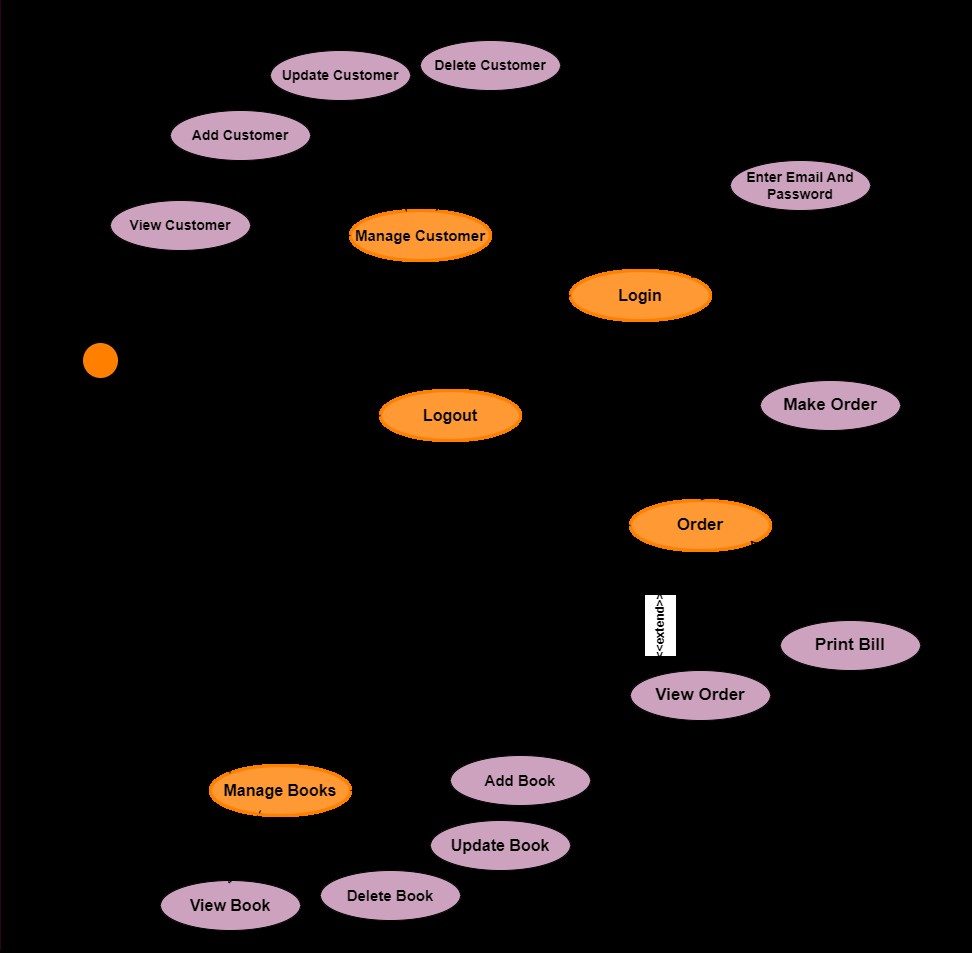 Delete Customer
Update Customer
Add Customer
Enter Email And
Password
View Customer
Manage Customer
Login
Make Order
Logout
Order
<<extend>>
Print Bill
View Order
Add Book
Manage Books
Update Book
Delete Book
View Book